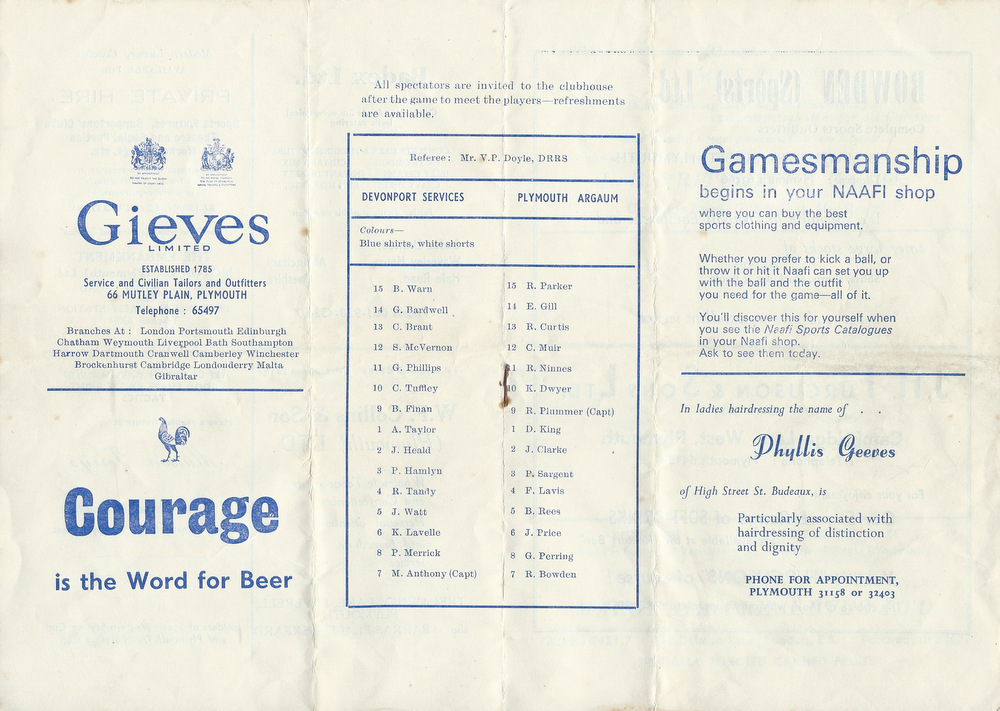 Gieves
LIMITED
ESTABLISHED 1785
Service and Civilian Tailors and Outfitters
66 MUTLEY PLAIN, PLYMOUTH
Telephone : 65497
Branches At : London Portsmouth Edinburgh
Chatham Weymouth Liverpool Bath Southampton
Harrow Dartmouth Cranwell Camberley Winchester
Brockenhurst Cambridge Londonderry Malta
Gibraltar
Courage
is the Word for Beer
All spectators are invited to the clubhouse
after the game to meet the players—refreshments
are available.
Referee : Mr. V.P. Doyle, DRRS
DEVONPORT SERVICES PLYMOUTH ARGAUM
Colours—
Blue shirts, white shorts
15 B. Warn 15 R. Parker
14 G. Bardwell 14 E. Gill
13 C. Brant 13 R. Curtis
12 S. McVernon 12 C. Muir
11 G. Phillips 11 R. Ninnes
10 C. Tuffley 10 K. Dwyer
9 B. Finan 9 R. Plummer (Capt)
1 A. Taylor 1 D. King
2 J. Heald 2 J. Clarke
3 P. Hamlyn 3 P. Sargent
4 R. Tandy 4 F. Lavis
5 J. Watt 5 B. Rees
6 K. Lavelle 6 J. Price
8 P. Merrick 8 G. Perring
7 M. Anthony (Capt) 7 R. Bowden
Gamesmanship
begins in your NAAFI shop
where you can buy the best
sports clothing and equipment.
Whether you prefer to kick a ball, or
throw it or hit it Naafi can set you up
with the ball and the outfit
you need for the game—all of it.
You'll discover this for yourself when
you see the Naafi Sports Catalogues
in your Naafi shop.
Ask to see them today.
In ladies hairdressing the name of . .
Phyllis Geeves
of High Street St. Budeaux, is
Particularly associated with
hairdressing of distinction
and dignity
PHONE FOR APPOINTMENT,
PLYMOUTH 31158 or 32403